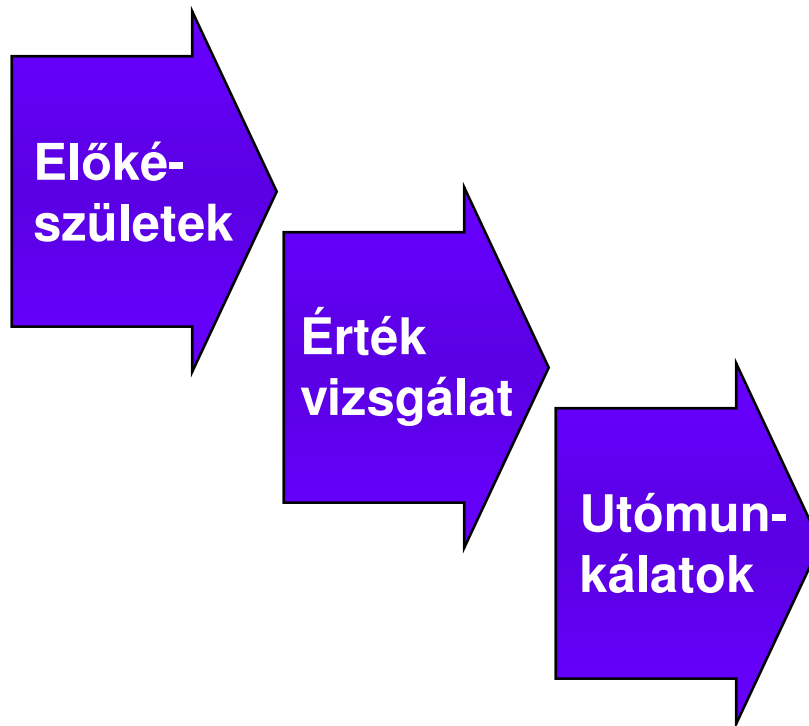 Előké-
születek
Érték
vizsgálat
Utómun-
kálatok